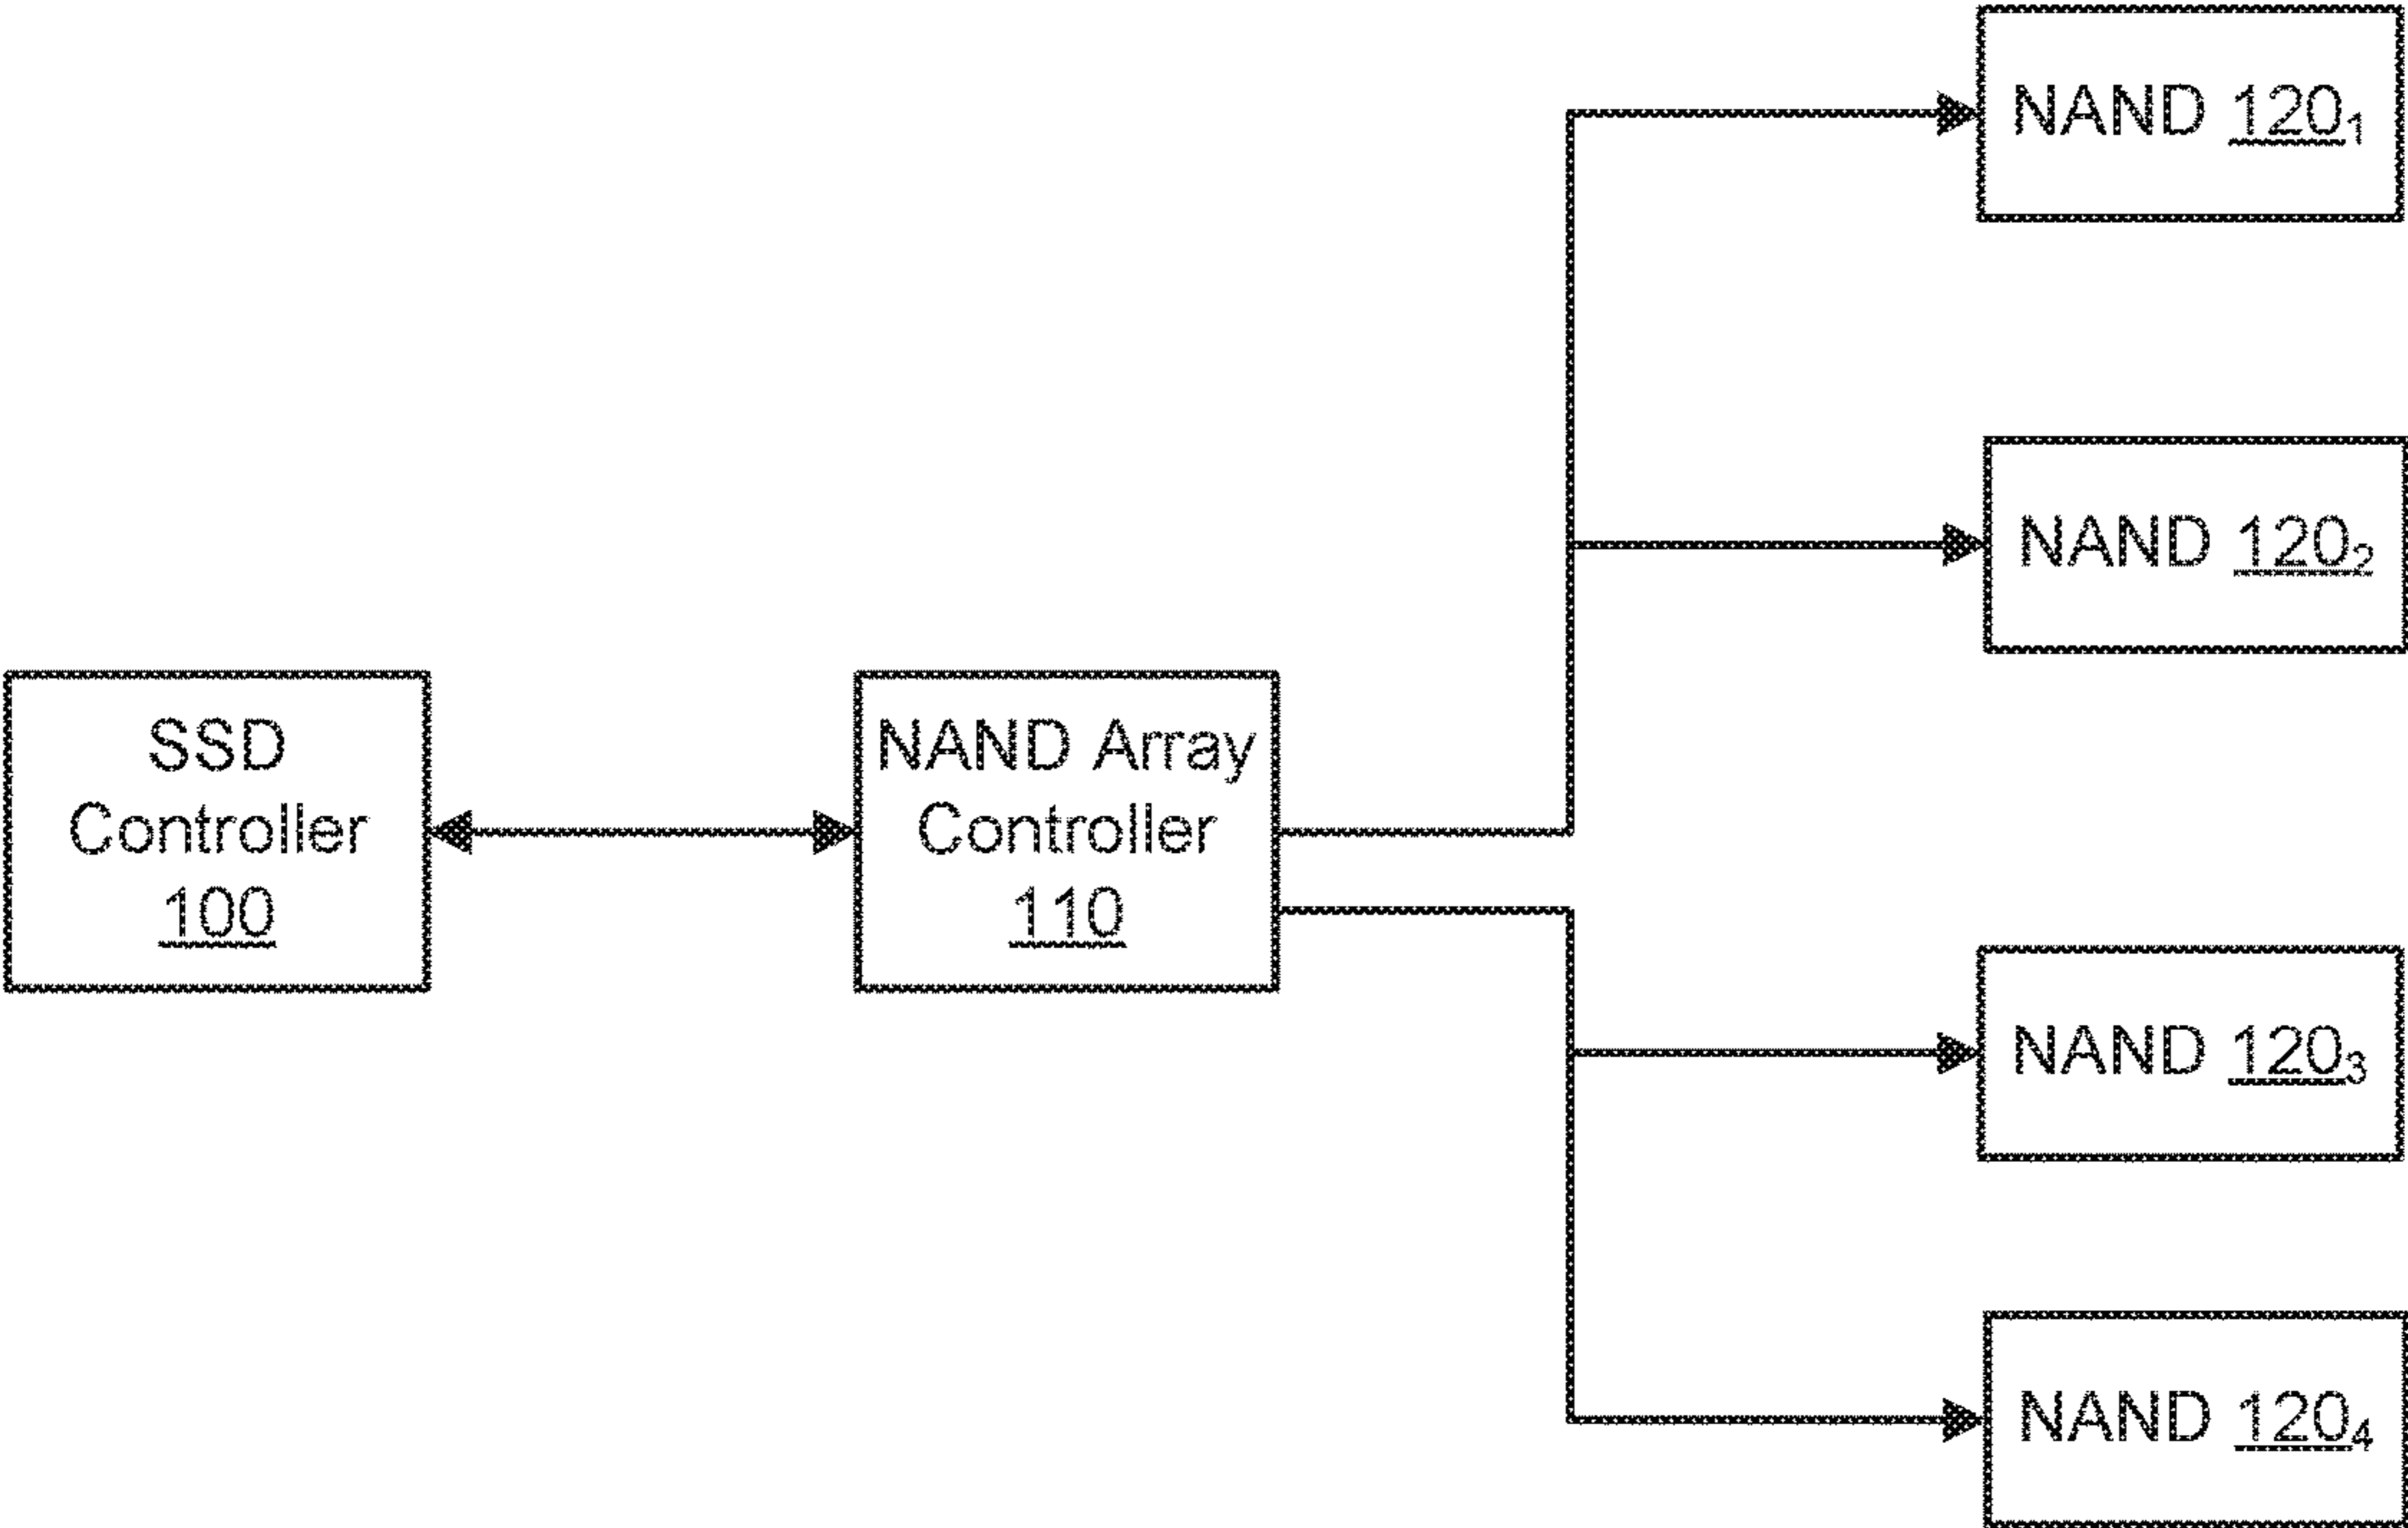 NAND 120₁
NAND 120₂
SSD
Controller
100
NAND Array
Controller
110
NAND 120₃
NAND 120₄